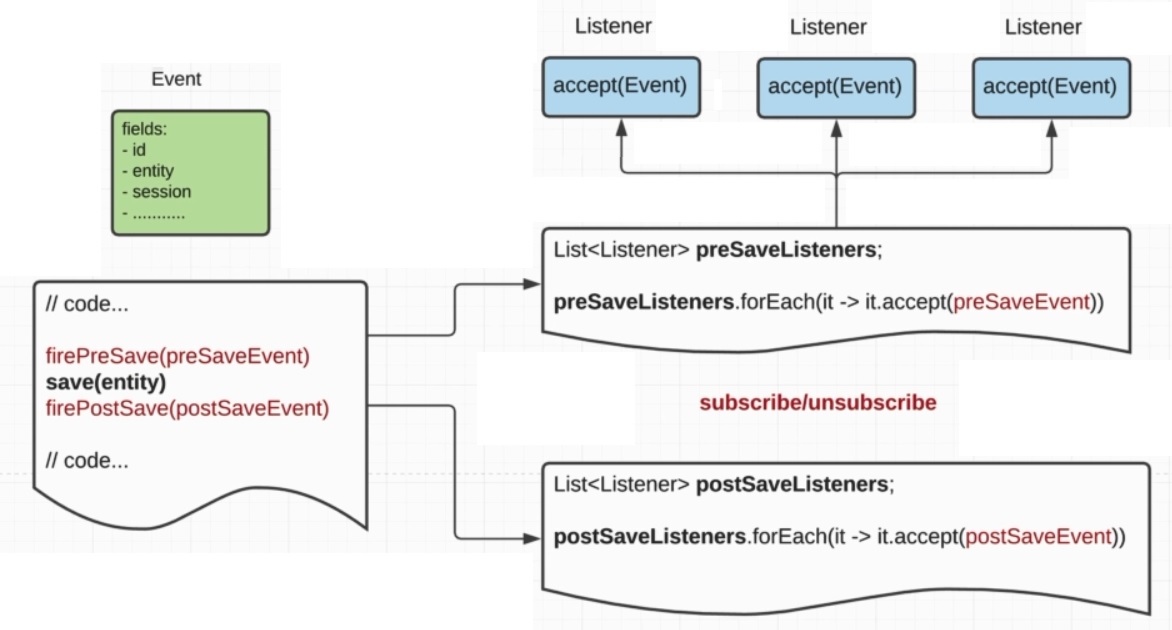 Listener
Listener
Listener
accept(Event)
accept(Event)
accept(Event)
Event
fields:
- id
- entity
- session
- ...........
List<Listener> preSaveListeners;
preSaveListeners.forEach(it -> it.accept(preSaveEvent))
// code...
firePreSave(preSaveEvent)
save(entity)
firePostSave(postSaveEvent)
// code...
subscribe/unsubscribe
List<Listener> postSaveListeners;
postSaveListeners.forEach(it -> it.accept(postSaveEvent))